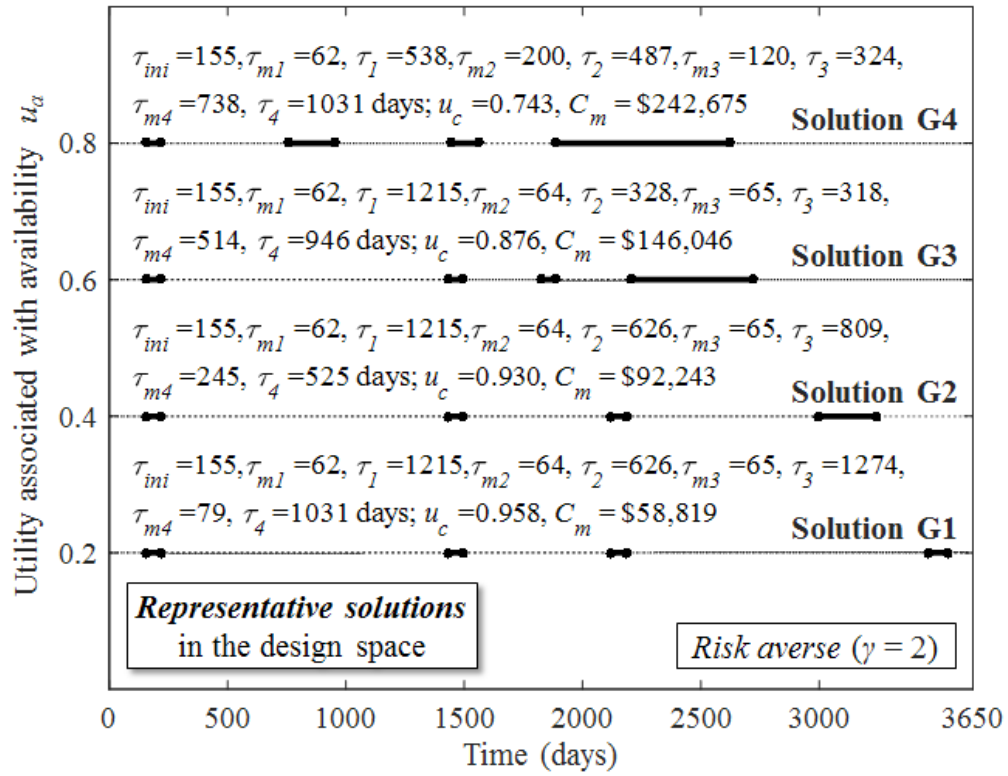 τini =155,τm1 =62, τ1 =538,τm2 =200, τ2 =487,τm3 =120, τ3 =324,
τm4 =738, τ4 =1031 days; uc =0.743, Cm =$242,675
Solution G4
0.8
τini =155,τm1 =62, τ1 =1215,τm2 =64, τ2 =328,τm3 =65, τ3 =318,
τm4 =514, τ4 =946 days; uc =0.876, Cm =$146,046
Solution G3
0.6
τini =155,τm1 =62, τ1 =1215,τm2 =64, τ2 =626,τm3 =65, τ3 =809,
τm4 =245, τ4 =525 days; uc =0.930, Cm =$92,243
Solution G2
0.4
τini =155,τm1 =62, τ1 =1215,τm2 =64, τ2 =626,τm3 =65, τ3 =1274,
τm4 =79, τ4 =1031 days; uc =0.958, Cm =$58,819
Solution G1
0.2
Utility associated with availability ua
Representative solutions
in the design space
Risk averse (γ = 2)
0 500 1000 1500 2000 2500 3000 3650
Time (days)